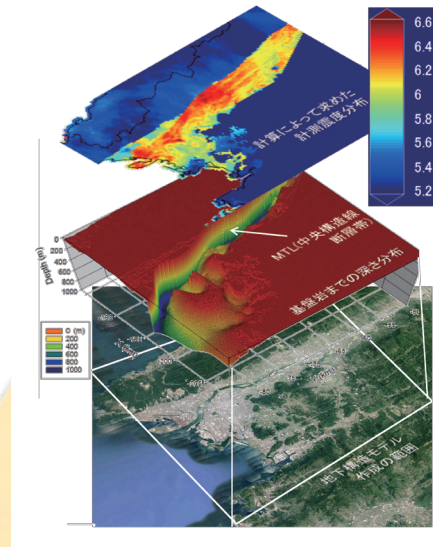 6.6
6.4
6.2
6
5.8
5.6
5.4
5.2
計算によって求めた
計測震度分布
0
200
400
600
800
1000
Depth (m)
MTL(中央構造線
断層帯)
基盤岩までの深さ分布
0 (m)
200
400
600
800
1000
地下構造モデル
作成の範囲